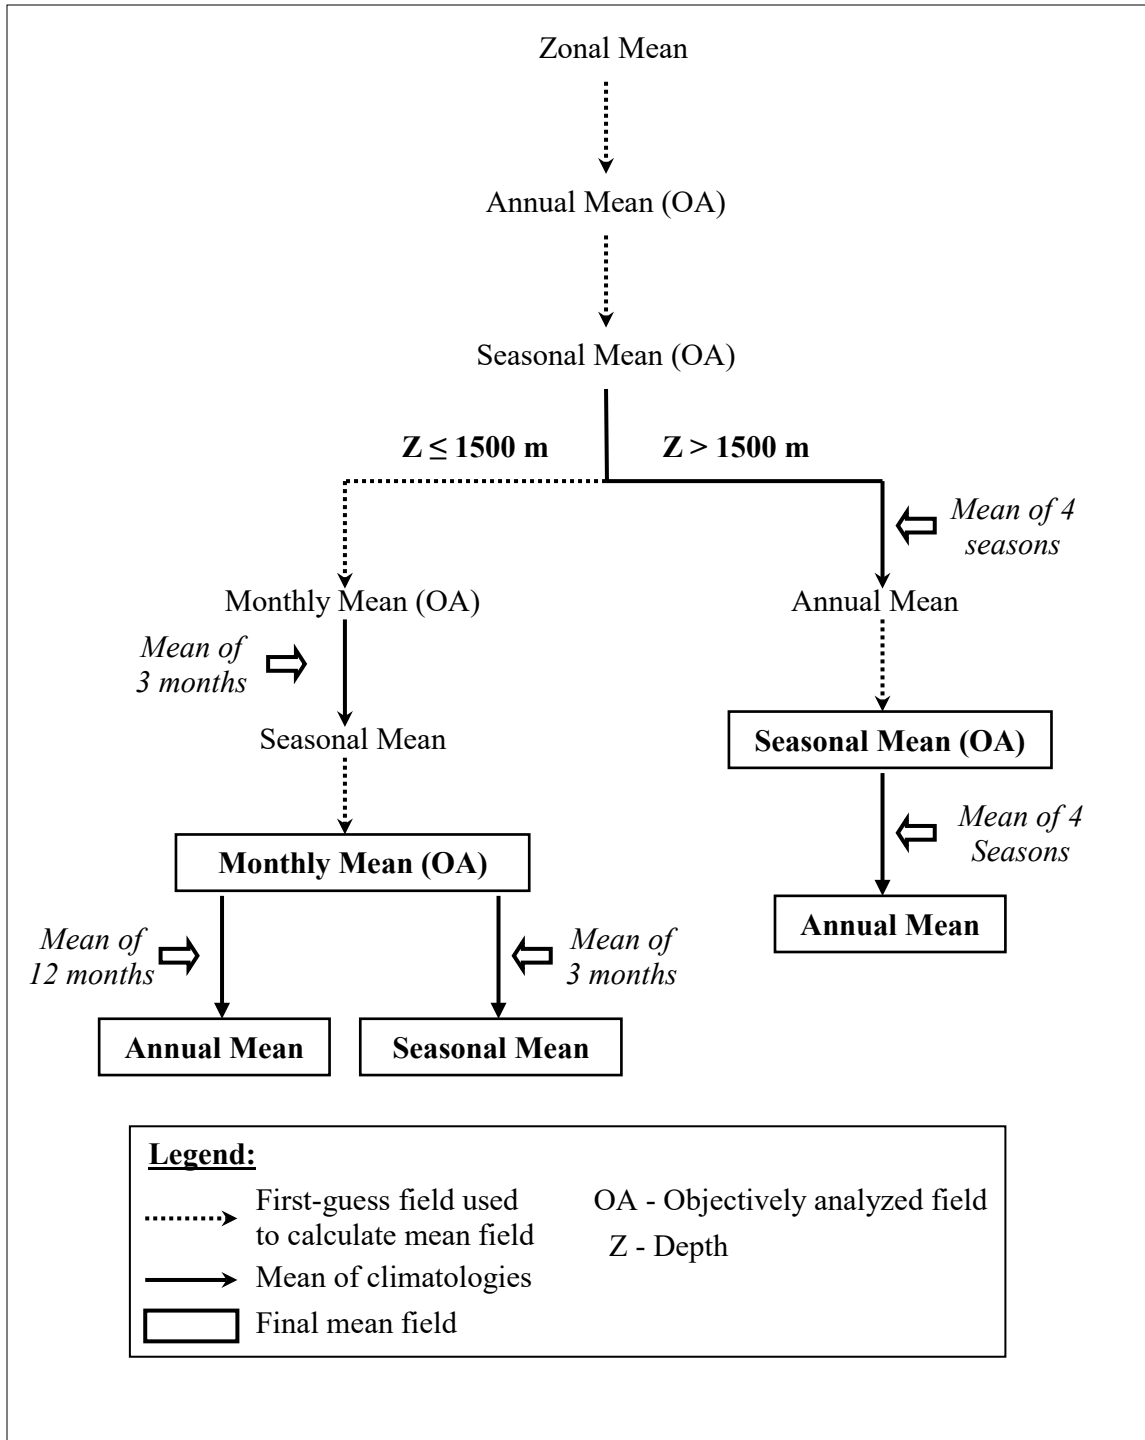 Zonal Mean
Annual Mean (OA)
Seasonal Mean (OA)
Z ≤ 1500 m
Z > 1500 m
Mean of 4
seasons
Monthly Mean (OA)
Annual Mean
Mean of
3 months
Seasonal Mean
Seasonal Mean (OA)
Mean of 4
Seasons
Monthly Mean (OA)
Annual Mean
Mean of
12 months
Mean of
3 months
Annual Mean
Seasonal Mean
Legend:
First-guess field used
to calculate mean field
OA - Objectively analyzed field
Z - Depth
Mean of climatologies
Final mean field